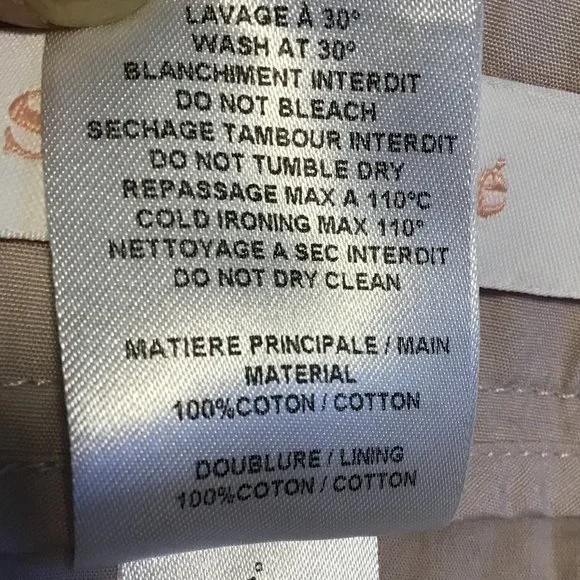 LAVAGE À 30°
WASH AT 30°
BLANCHIMENT INTERDIT
DO NOT BLEACH
SECHAGE TAMBOUR INTERDIT
DO NOT TUMBLE DRY
REPASSAGE MAX A 110°C
COLD IRONING MAX 110°
NETTOYAGE A SEC INTERDIT
DO NOT DRY CLEAN
MATIERE PRINCIPALE / MAIN
MATERIAL
100%COTON / COTTON
DOUBLURE / LINING
100%COTON / COTTON